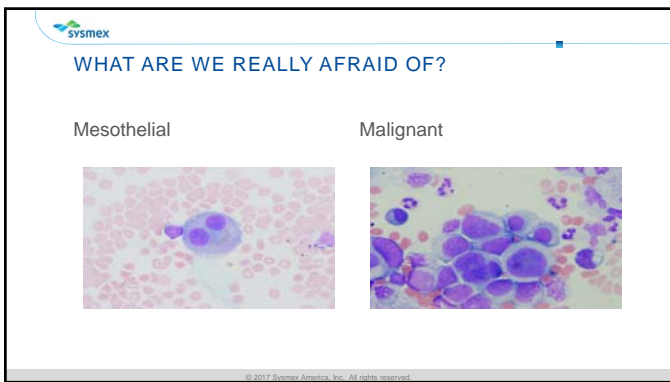 sysmex
WHAT ARE WE REALLY AFRAID OF?
Mesothelial
Malignant
© 2017 Sysmex America, Inc. All rights reserved.